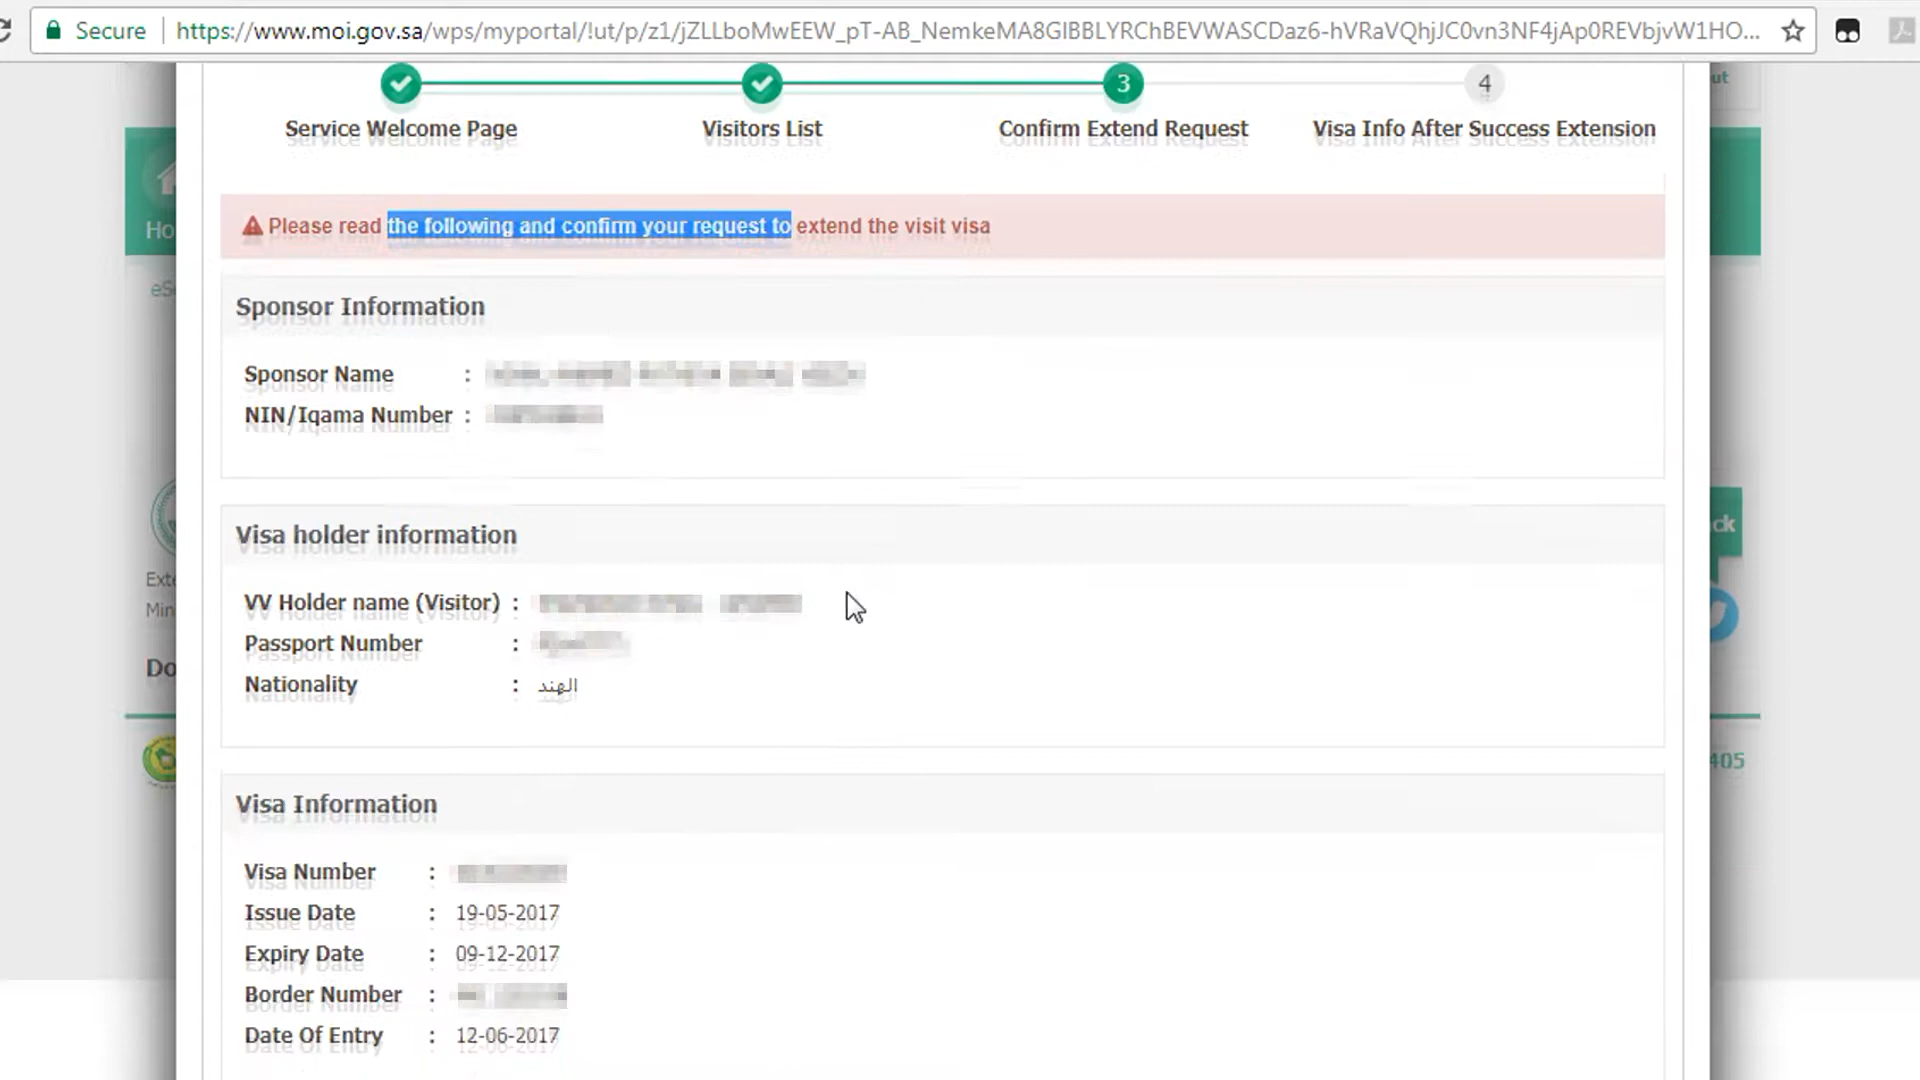 Secure https://www.moi.gov.sa/wps/myportal/!ut/p/z1/jZLLboMwEEW_pT-AB_NemkeMA8GIBBLYRChBEVWASCDaz6-hVRaVQhjJC0vn3NF4jAp0REVbjvW1HO...
3 4
Service Welcome Page Visitors List Confirm Extend Request Visa Info After Success Extension
Please read the following and confirm your request to extend the visit visa
Sponsor Information
Sponsor Name :
NIN/Iqama Number :
Visa holder information
ck
VV Holder name (Visitor) :
Passport Number :
Nationality : الهند
Do
405
Visa Information
Visa Number :
Issue Date : 19-05-2017
Expiry Date : 09-12-2017
Border Number :
Date Of Entry : 12-06-2017